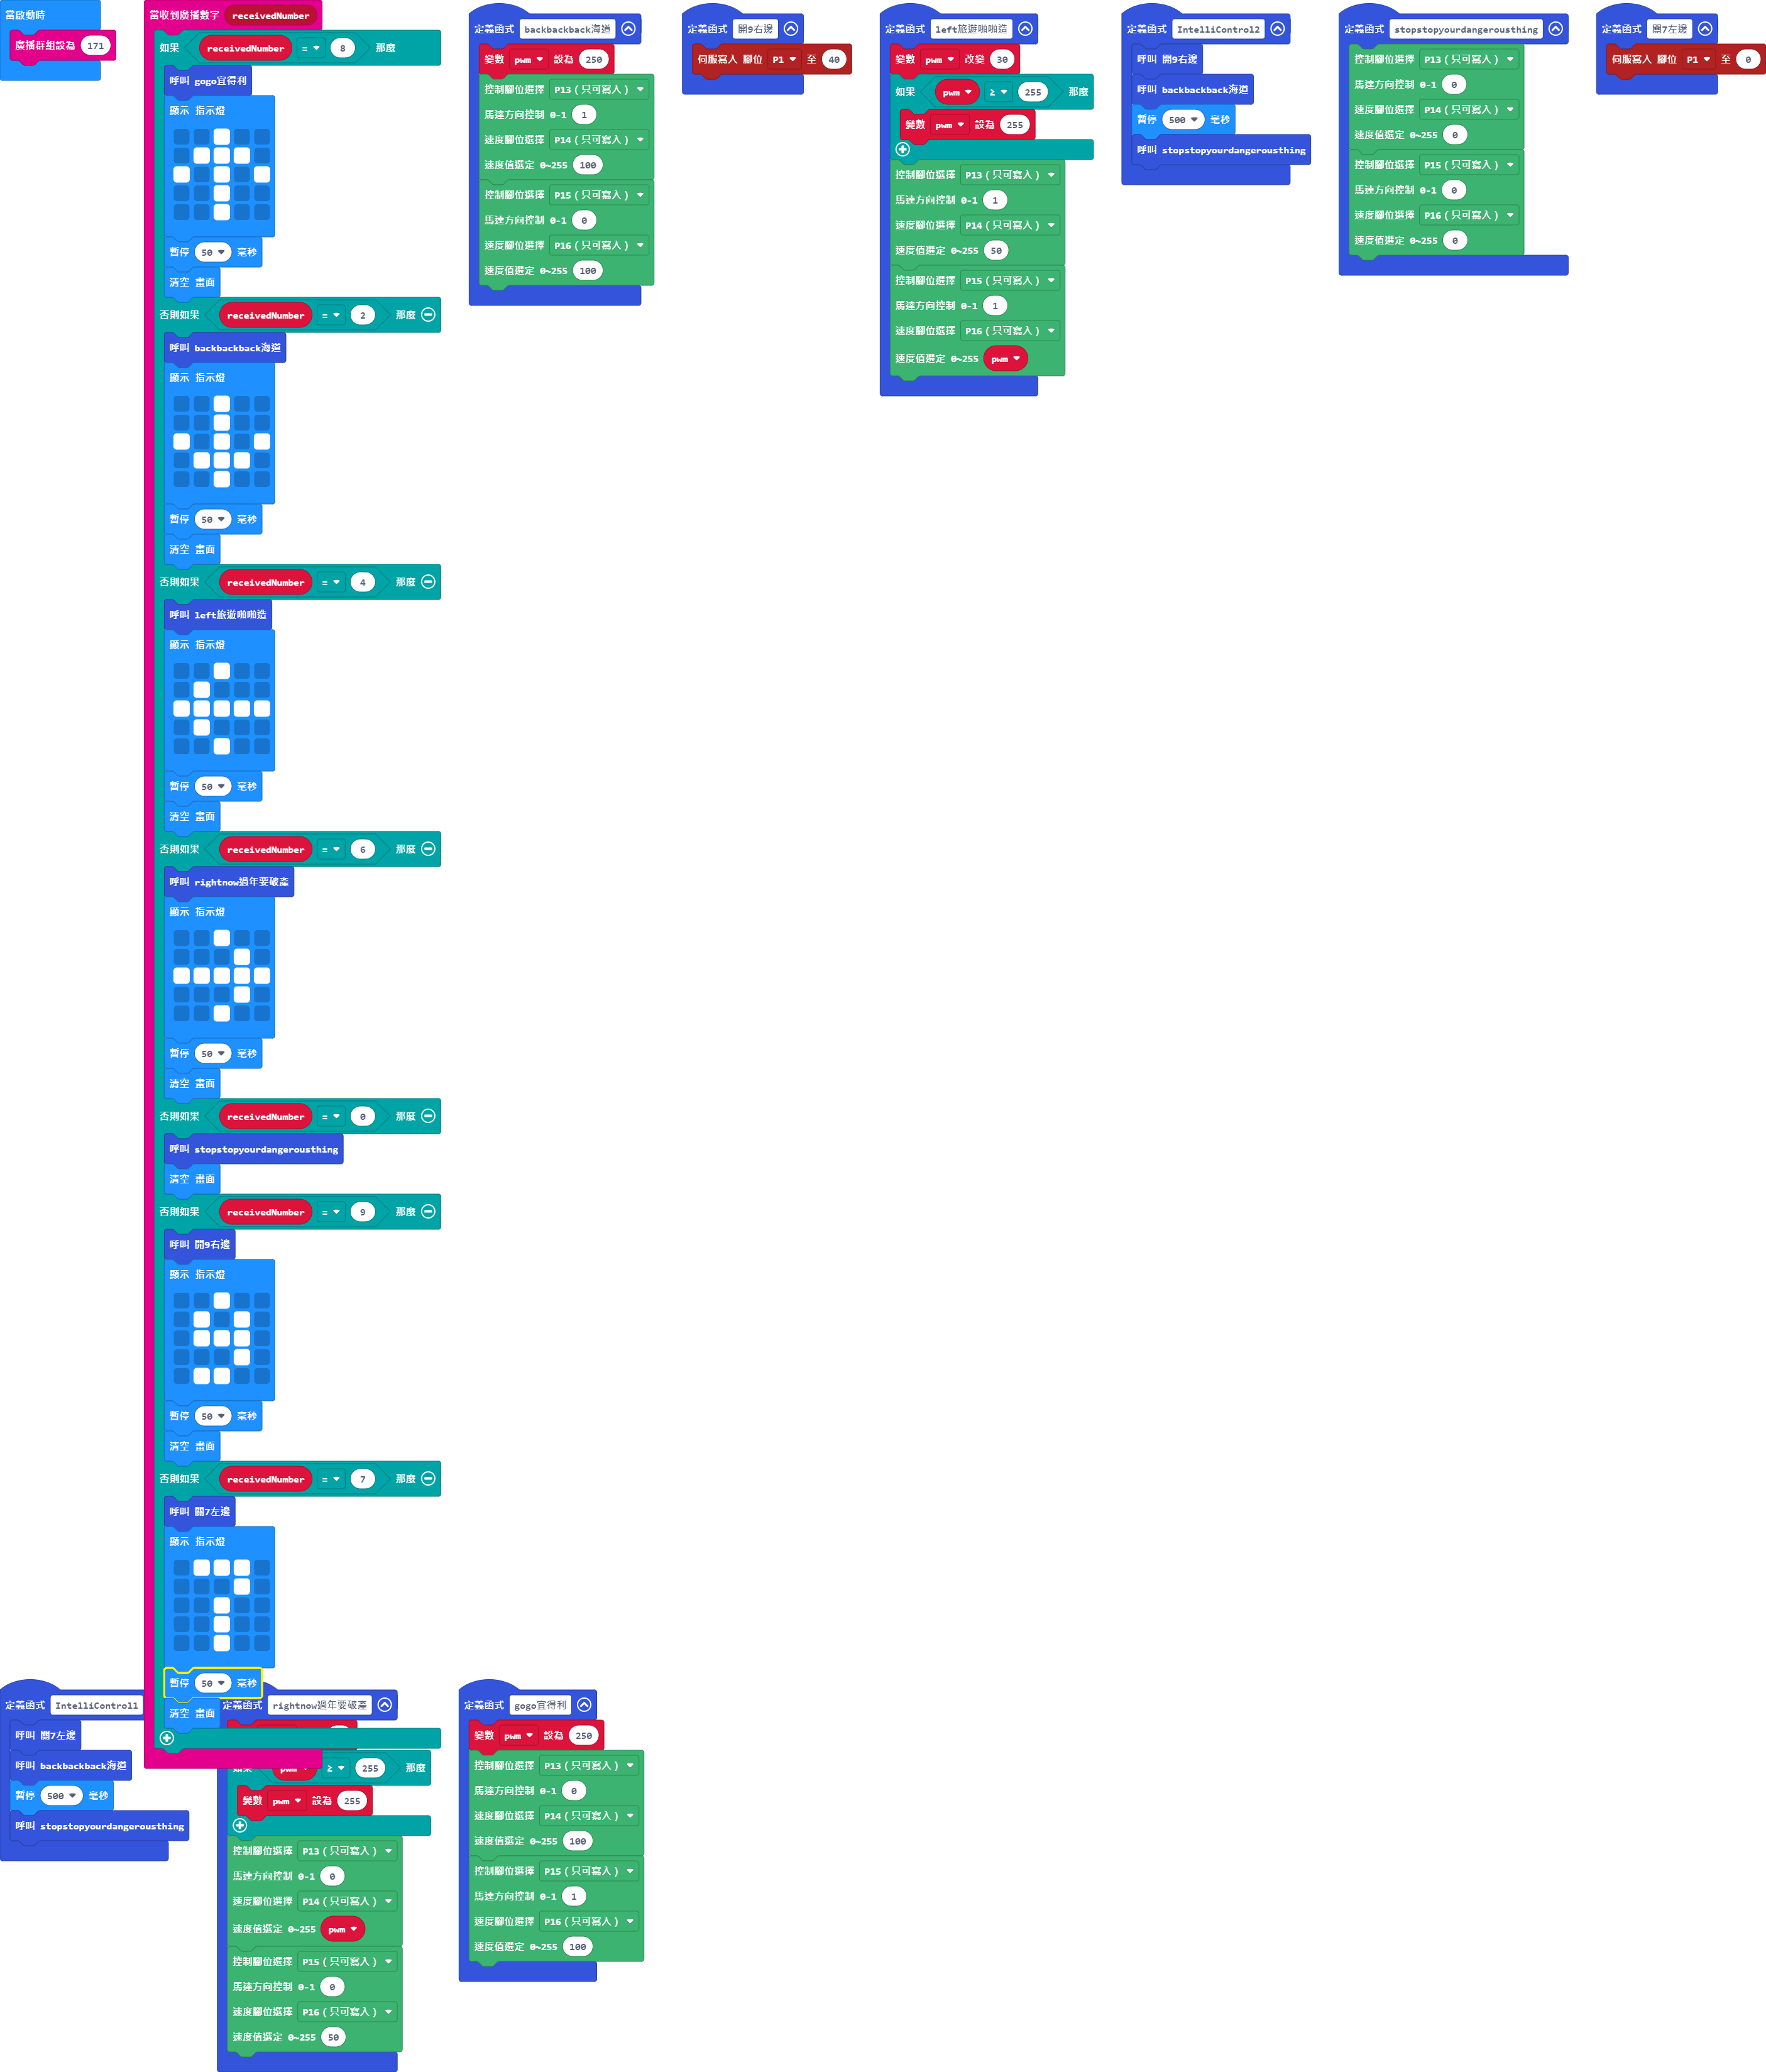 當啟動時
廣播群組設為 171
當收到廣播數字 receivedNumber
如果 receivedNumber = 8 那麼
呼叫 gogo宜得利
顯示 指示燈
暫停 50 毫秒
清空 畫面
否則如果 receivedNumber = 2 那麼
呼叫 backbackback海道
顯示 指示燈
暫停 50 毫秒
清空 畫面
否則如果 receivedNumber = 4 那麼
呼叫 left旅遊啪啪造
顯示 指示燈
暫停 50 毫秒
清空 畫面
否則如果 receivedNumber = 6 那麼
呼叫 rightnow過年要破產
顯示 指示燈
暫停 50 毫秒
清空 畫面
否則如果 receivedNumber = 0 那麼
呼叫 stopstopyourdangerousthing
清空 畫面
否則如果 receivedNumber = 9 那麼
呼叫 開9右邊
顯示 指示燈
暫停 50 毫秒
清空 畫面
否則如果 receivedNumber = 7 那麼
呼叫 關7左邊
顯示 指示燈
暫停 50 毫秒
清空 畫面
定義函式 backbackback海道
變數 pwm 設為 250
控制腳位選擇 P13 ( 只可寫入 )
馬達方向控制 0-1 1
速度腳位選擇 P14 ( 只可寫入 )
速度值選定 0~255 100
控制腳位選擇 P15 ( 只可寫入 )
馬達方向控制 0-1 0
速度腳位選擇 P16 ( 只可寫入 )
速度值選定 0~255 100
定義函式 開9右邊
伺服寫入 腳位 P1 至 40
定義函式 left旅遊啪啪造
變數 pwm 改變 30
如果 pwm ≥ 255 那麼
變數 pwm 設為 255
控制腳位選擇 P13 ( 只可寫入 )
馬達方向控制 0-1 1
速度腳位選擇 P14 ( 只可寫入 )
速度值選定 0~255 50
控制腳位選擇 P15 ( 只可寫入 )
馬達方向控制 0-1 1
速度腳位選擇 P16 ( 只可寫入 )
速度值選定 0~255 pwm
定義函式 IntelliControl2
呼叫 開9右邊
呼叫 backbackback海道
暫停 500 毫秒
呼叫 stopstopyourdangerousthing
定義函式 stopstopyourdangerousthing
控制腳位選擇 P13 ( 只可寫入 )
馬達方向控制 0-1 0
速度腳位選擇 P14 ( 只可寫入 )
速度值選定 0~255 0
控制腳位選擇 P15 ( 只可寫入 )
馬達方向控制 0-1 0
速度腳位選擇 P16 ( 只可寫入 )
速度值選定 0~255 0
定義函式 關7左邊
伺服寫入 腳位 P1 至 0
定義函式 IntelliControl1
呼叫 關7左邊
呼叫 backbackback海道
暫停 500 毫秒
呼叫 stopstopyourdangerousthing
定義函式 rightnow過年要破產
如果 pwm ≥ 255 那麼
變數 pwm 設為 255
控制腳位選擇 P13 ( 只可寫入 )
馬達方向控制 0-1 0
速度腳位選擇 P14 ( 只可寫入 )
速度值選定 0~255 pwm
控制腳位選擇 P15 ( 只可寫入 )
馬達方向控制 0-1 0
速度腳位選擇 P16 ( 只可寫入 )
速度值選定 0~255 50
定義函式 gogo宜得利
變數 pwm 設為 250
控制腳位選擇 P13 ( 只可寫入 )
馬達方向控制 0-1 0
速度腳位選擇 P14 ( 只可寫入 )
速度值選定 0~255 100
控制腳位選擇 P15 ( 只可寫入 )
馬達方向控制 0-1 1
速度腳位選擇 P16 ( 只可寫入 )
速度值選定 0~255 100